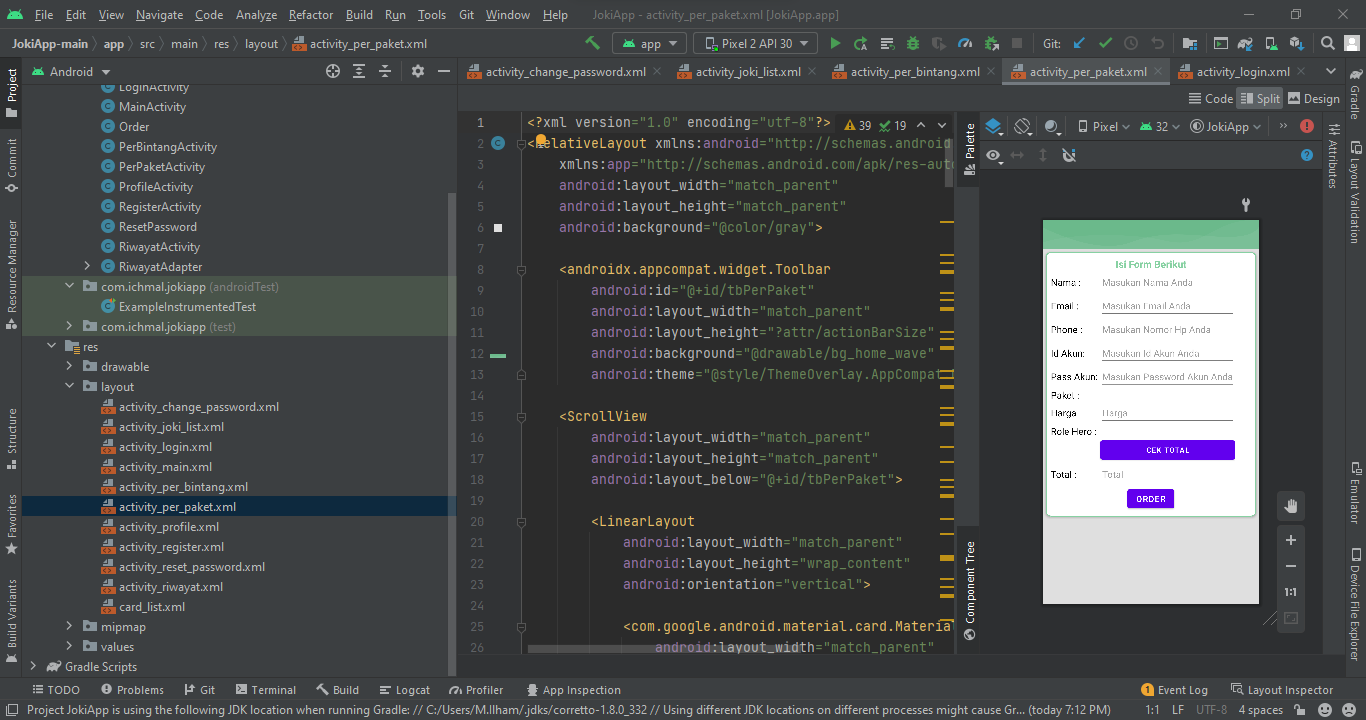 File Edit View Navigate Code Analyze Refactor Build Run Tools Git Window Help JokiApp - activity_per_paket.xml [JokiApp.app]
JokiApp-main app src main res layout activity_per_paket.xml app Pixel 2 API 30 Git:
Project
Commit
Resource Manager
Structure
Favorites
Build Variants
Android
LoginActivity
MainActivity
Order
PerBintangActivity
PerPaketActivity
ProfileActivity
RegisterActivity
ResetPassword
RiwayatActivity
RiwayatAdapter
com.ichmal.jokiapp (androidTest)
ExampleInstrumentedTest
com.ichmal.jokiapp (test)
res
drawable
layout
activity_change_password.xml
activity_joki_list.xml
activity_login.xml
activity_main.xml
activity_per_bintang.xml
activity_per_paket.xml
activity_profile.xml
activity_register.xml
activity_reset_password.xml
activity_riwayat.xml
card_list.xml
mipmap
values
Gradle Scripts
activity_change_password.xml activity_joki_list.xml activity_per_bintang.xml activity_per_paket.xml activity_login.xml
Code Split Design
39 19
1 <?xml version="1.0" encoding="utf-8"?>
2 <RelativeLayout xmlns:android="http://schemas.android
3 xmlns:app="http://schemas.android.com/apk/res-aut
4 android:layout_width="match_parent"
5 android:layout_height="match_parent"
6 android:background="@color/gray">
7
8 <androidx.appcompat.widget.Toolbar
9 android:id="@+id/tbPerPaket"
10 android:layout_width="match_parent"
11 android:layout_height="?attr/actionBarSize"
12 android:background="@drawable/bg_home_wave"
13 android:theme="@style/ThemeOverlay.AppCompat.
14
15 <ScrollView
16 android:layout_width="match_parent"
17 android:layout_height="match_parent"
18 android:layout_below="@+id/tbPerPaket">
19
20 <LinearLayout
21 android:layout_width="match_parent"
22 android:layout_height="wrap_content"
23 android:orientation="vertical">
24
25 <com.google.android.material.card.Materia
26 android:layout_width="match_parent"
Palette
Component Tree
Pixel 32 JokiApp
Isi Form Berikut
Nama : Masukan Nama Anda
Email : Masukan Email Anda
Phone : Masukan Nomor Hp Anda
Id Akun: Masukan Id Akun Anda
Pass Akun: Masukan Password Akun Anda
Paket :
Harga Harga
Role Hero :
CEK TOTAL
Total : Total
ORDER
1:1
Attributes
Gradle
Layout Validation
Emulator
Device File Explorer
TODO Problems Git Terminal Build Logcat Profiler App Inspection 1 Event Log Layout Inspector
Project JokiApp is using the following JDK location when running Gradle: // C:/Users/M.Ilham/.jdks/corretto-1.8.0_332 // Using different JDK locations on different processes might cause Gr... (today 7:12 PM) 1:1 LF UTF-8 4 spaces